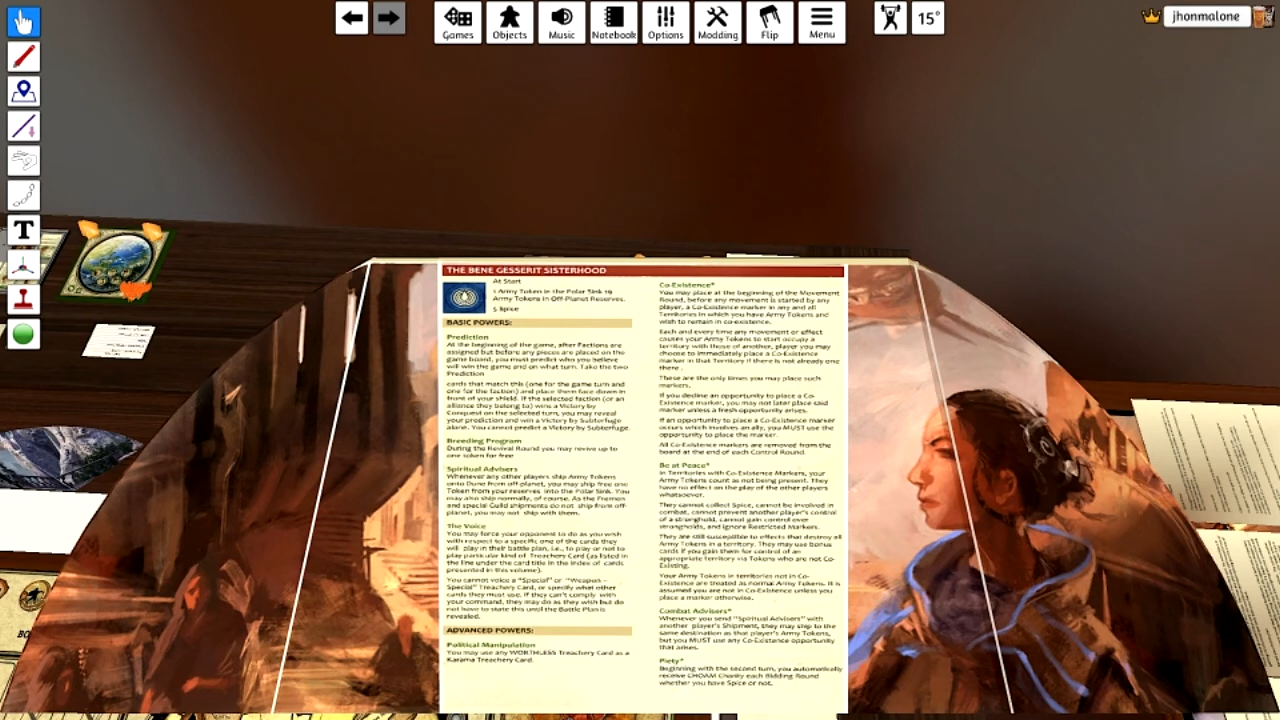 Games
Objects
Music
Notebook
Options
Modding
Flip
Menu
15°
jhonmalone
T
THE BENE GESSERIT SISTERHOOD
At Start
1 Army Token in the Polar Sink 19
Army Tokens in Off-Planet Reserves.
5 Spice
BASIC POWERS:
Prediction
At the beginning of the game, after Factions are
assigned but before any pieces are placed on the
game board, you must predict who you believe
will win the game and on what turn. Take the two
Prediction
cards that match this (one for the game turn and
one for the faction) and place them face down in
front of your shield. If the selected faction (or an
alliance they belong to) wins a Victory by
Conquest on the selected turn, you may reveal
your prediction and win a Victory by Subterfuge
alone. You cannot predict a Victory by Subterfuge.
Breeding Program
During the Revival Round you may revive up to
one token for free
Spiritual Advisers
Whenever any other players ship Army Tokens
onto Dune from off planet, you may ship free one
Token from your reserves into the Polar Sink. You
may also ship normally, of course. As the Fremen
and special Guild shipments do not ship from off-
planet, you may not ship with them.
The Voice
You may force your opponent to do as you wish
with respect to a specific one of the cards they
will play in their battle plan, i.e., to play or not to
play particular kind of Treachery Card (as listed in
the line under the card title in the index of cards
presented in this volume).
You cannot voice a "Special" or "Weapon -
Special" Treachery Card, or specify what other
cards they must use. If they can't comply with
your command, they may do as they wish but do
not have to state this until the Battle Plan is
revealed.
ADVANCED POWERS:
Political Manipulation
You may use any WORTHLESS Treachery Card as a
Karama Treachery Card.
Co-Existence*
You may place at the beginning of the Movement
Round, before any movement is started by any
player, a Co-Existence marker in any and all
Territories in which you have Army Tokens and
wish to remain in co-existence.
Each and every time any movement or effect
causes your Army Tokens to start occupy a
territory with those of another, player you may
choose to immediately place a Co-Existence
marker in that Territory if there is not already one
there .
These are the only times you may place such
markers.
If you decline an opportunity to place a Co-
Existence marker, you may not later place said
marker unless a fresh opportunity arises.
If an opportunity to place a Co-Existence marker
occurs which involves an ally, you MUST use the
opportunity to place the marker.
All Co-Existence markers are removed from the
board at the end of each Control Round.
Be at Peace*
In Territories with Co-Existence Markers, your
Army Tokens count as not being present. They
have no effect on the play of the other players
whatsoever.
They cannot collect Spice, cannot be involved in
combat, cannot prevent another player's control
of a stronghold, cannot gain control over
strongholds, and ignore Restricted Markers.
They are still susceptible to effects that destroy all
Army Tokens in a territory. They may use bonus
cards if you gain them for control of an
appropriate territory via Tokens who are not Co-
Existing.
Your Army Tokens in territories not in Co-
Existence are treated as normal Army Tokens. It is
assumed you are not in Co-Existence unless you
place a marker otherwise.
Combat Advisers*
Whenever you send "Spiritual Advisers" with
another player's Shipment, they may ship to the
same destination as that player's Army Tokens,
but you MUST use any Co-Existence opportunity
that arises.
Piety*
Beginning with the second turn, you automatically
receive CHOAM Charity each Bidding Round
whether you have Spice or not.